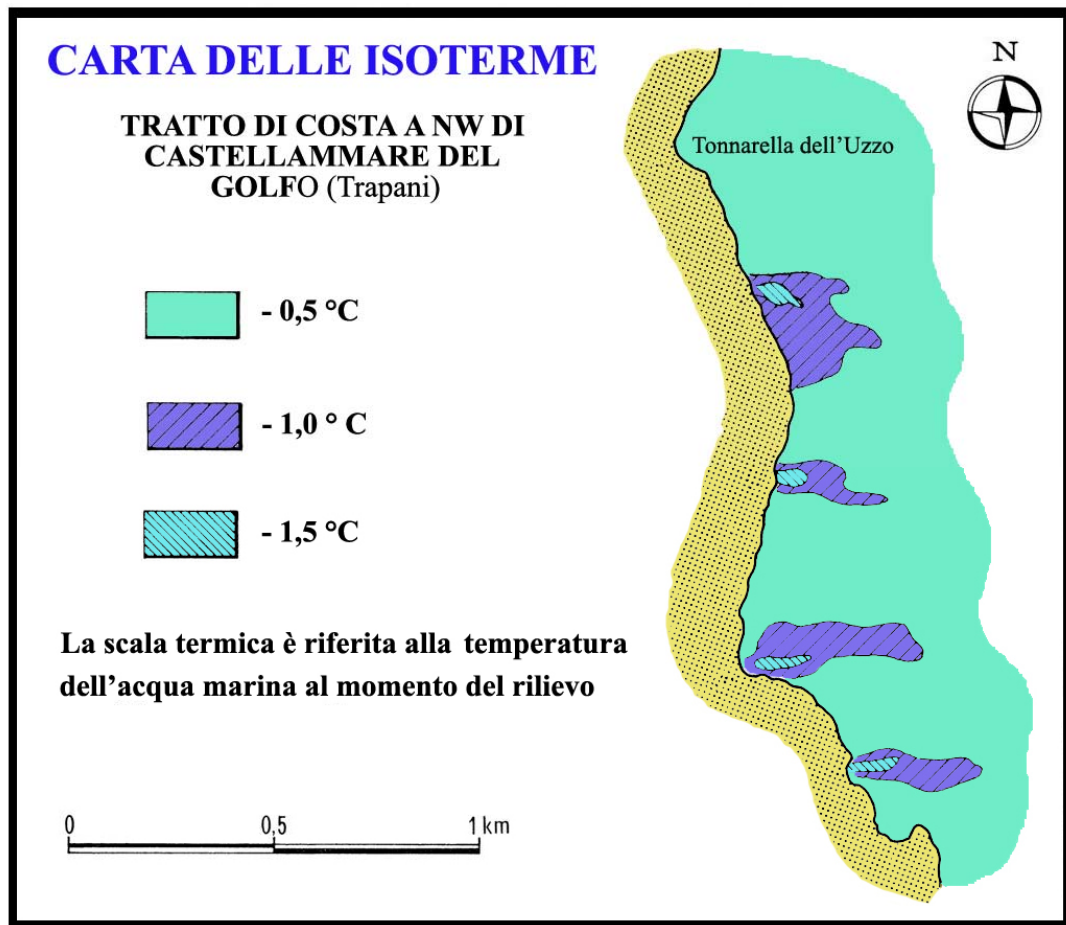 CARTA DELLE ISOTERME
TRATTO DI COSTA A NW DI
CASTELLAMMARE DEL
GOLFO (Trapani)
N
Tonnarella dell’Uzzo
- 0,5 °C
- 1,0 ° C
- 1,5 °C
La scala termica è riferita alla temperatura
dell’acqua marina al momento del rilievo
0 0,5 1 km